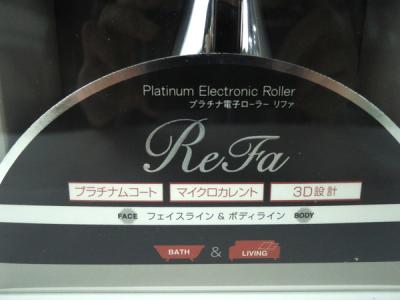 Platinum Electronic Roller
プラチナ電子ローラー リファ
ReFa
プラチナムコート マイクロカレント 3D設計
FACE フェイスライン & ボディライン BODY
BATH & LIVING